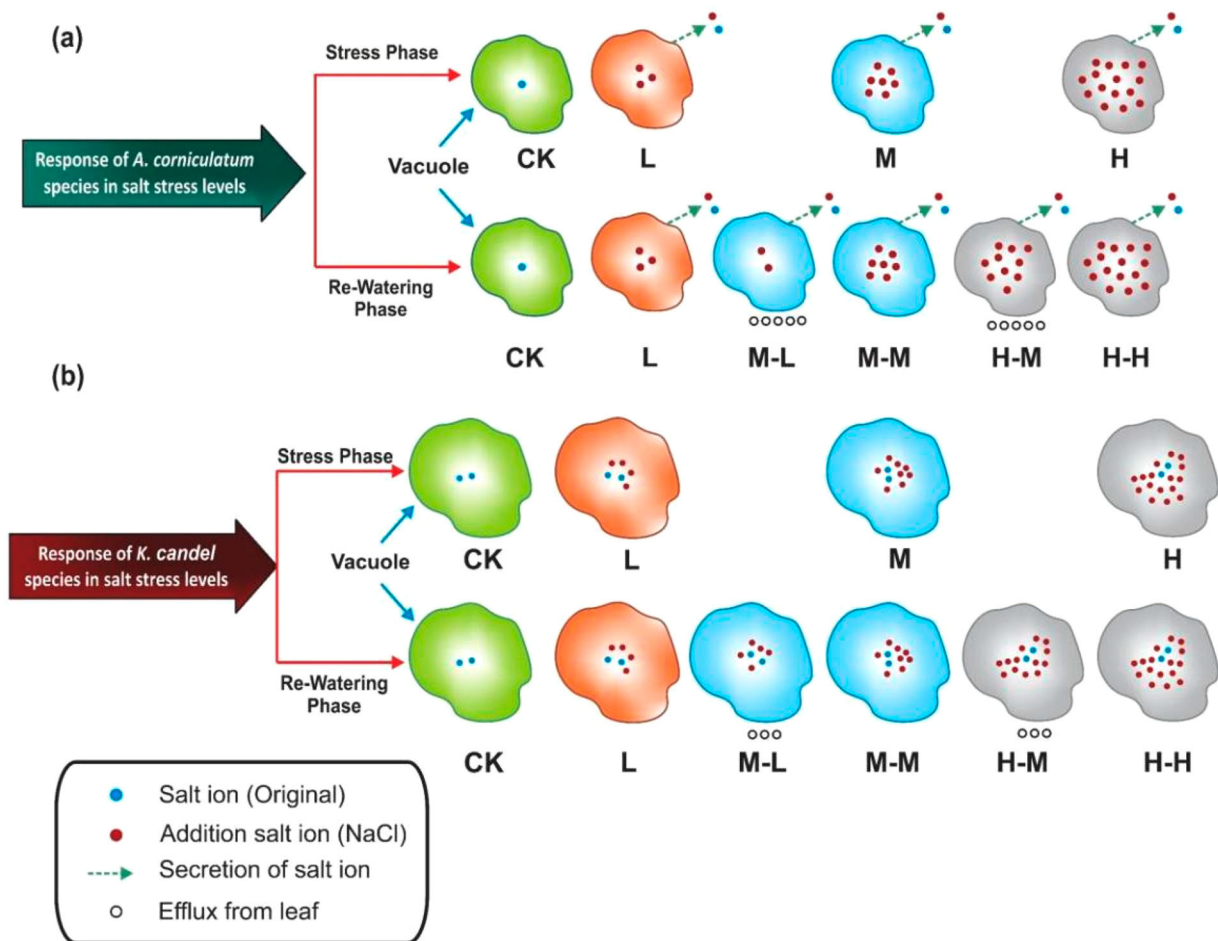 (a)
Stress Phase
Response of A. corniculatum
species in salt stress levels
Vacuole
CK
L
M
H
Re-Watering
Phase
CK
L
M-L
M-M
H-M
H-H
(b)
Stress Phase
Response of K. candel
species in salt stress levels
Vacuole
CK
L
M
H
Re-Watering
Phase
CK
L
M-L
M-M
H-M
H-H
Salt ion (Original)
Addition salt ion (NaCl)
Secretion of salt ion
Efflux from leaf